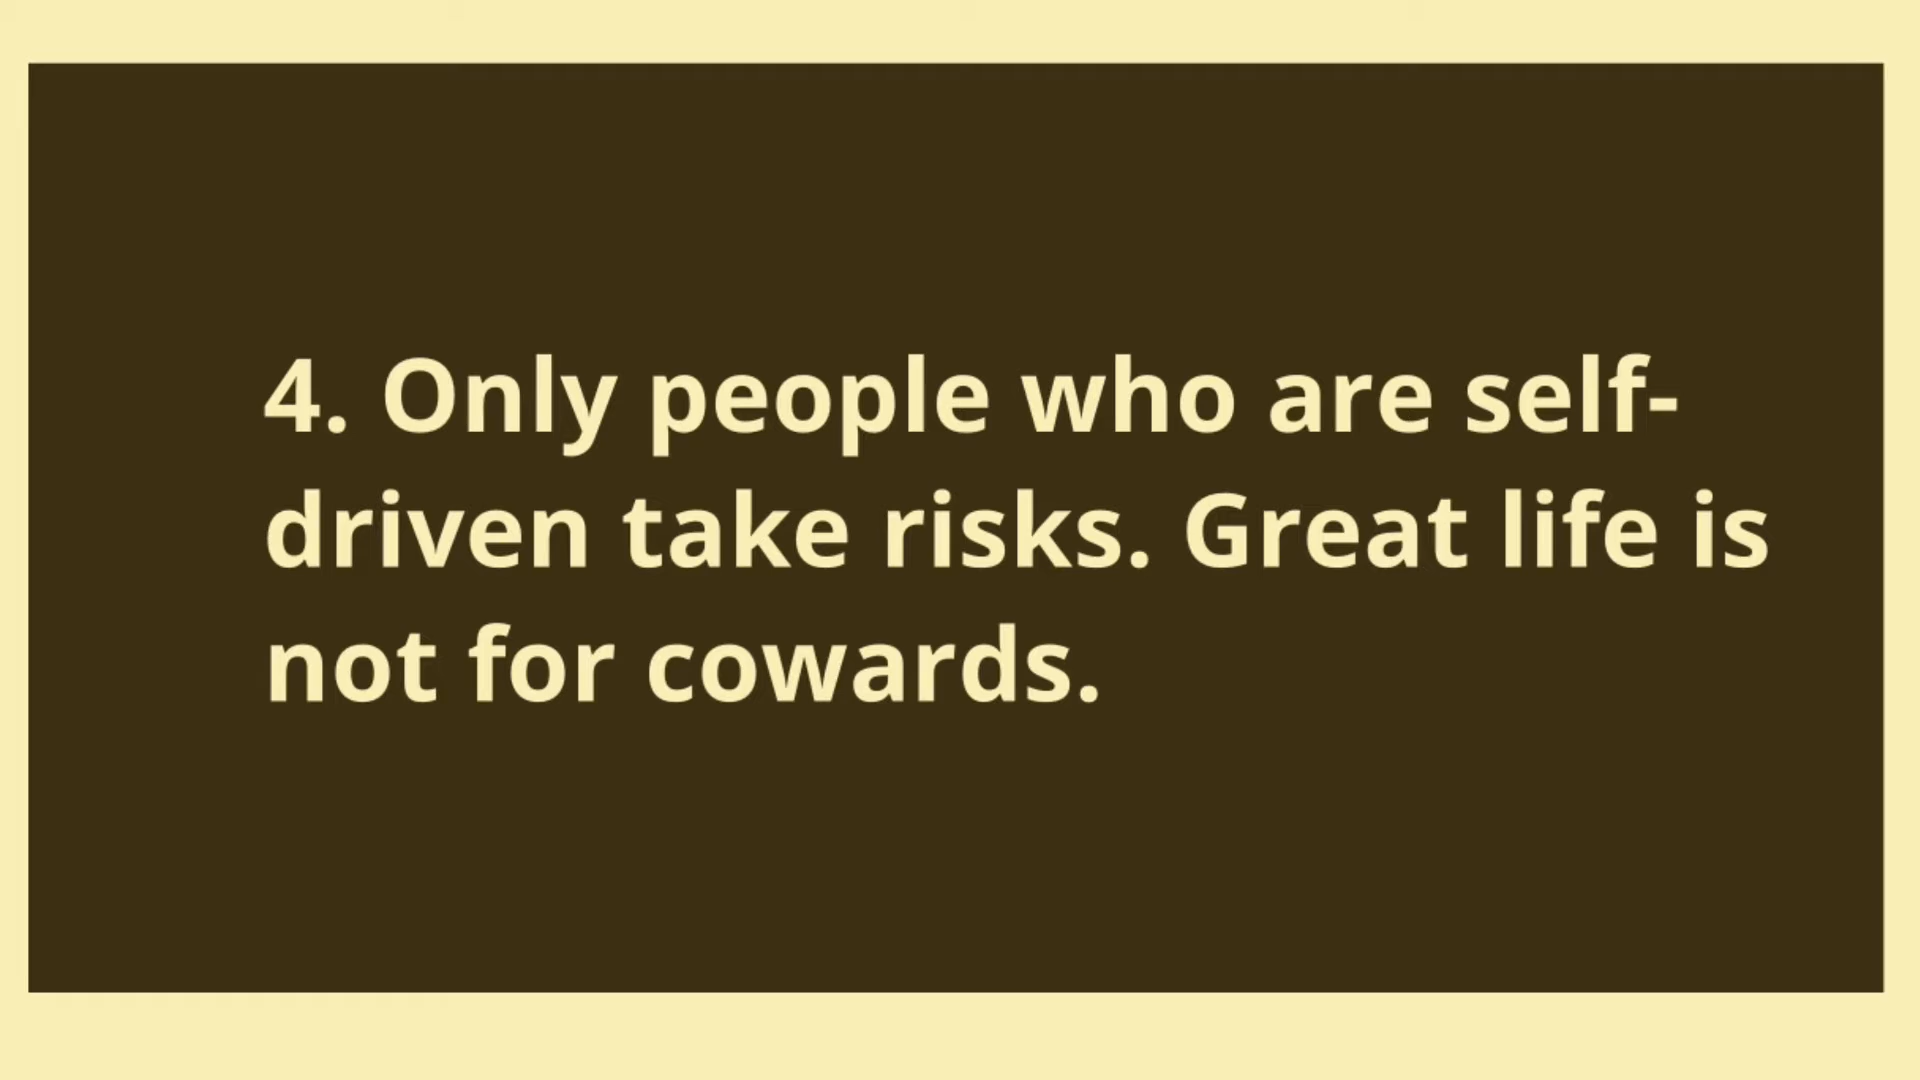 4. Only people who are self-
driven take risks. Great life is
not for cowards.